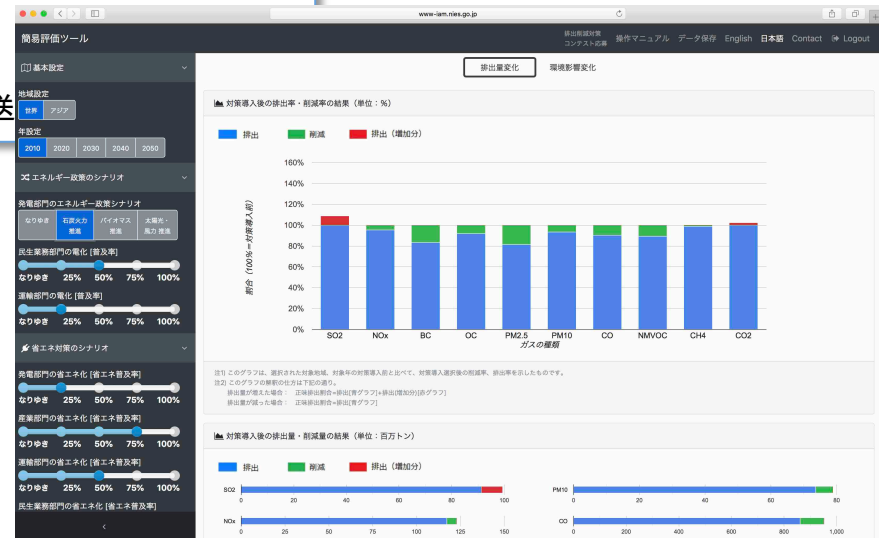 www-iam.nies.go.jp
簡易評価ツール
排出削減対策
コンテスト応募
操作マニュアル
データ保存
English
日本語
Contact
Logout
送
基本設定
地域設定
世界
アジア
年設定
2010
2020
2030
2040
2050
エネルギー政策のシナリオ
発電部門のエネルギー政策シナリオ
なりゆき
石炭火力
推進
バイオマス
推進
太陽光・
風力 推進
民生業務部門の電化 [普及率]
なりゆき 25% 50% 75% 100%
運輸部門の電化 [普及率]
なりゆき 25% 50% 75% 100%
省エネ対策のシナリオ
発電部門の省エネ化 [省エネ普及率]
なりゆき 25% 50% 75% 100%
産業部門の省エネ化 [省エネ普及率]
なりゆき 25% 50% 75% 100%
運輸部門の省エネ化 [省エネ普及率]
なりゆき 25% 50% 75% 100%
民生業務部門の省エネ化 [省エネ普及率]
排出量変化
環境影響変化
対策導入後の排出率・削減率の結果（単位：%）
排出
削減
排出（増加分）
160%
140%
120%
100%
80%
60%
40%
20%
0%
割合（100%＝対策導入前）
SO2 NOx BC OC PM2.5 PM10 CO NMVOC CH4 CO2
ガスの種類
注1) このグラフは、選択された対象地域、対象年の対策導入前と比べて、対策導入選択後の削減率、排出率を示したものです。
注2) このグラフの解釈の仕方は下記の通り。
排出量が増えた場合： 正味排出割合=排出[青グラフ]+排出(増加分)[赤グラフ]
排出量が減った場合： 正味排出割合=排出[青グラフ]
対策導入後の排出量・削減量の結果（単位：百万トン）
排出
削減
排出（増加分）
SO2
0 20 40 60 80 100
PM10
0 20 40 60 80
NOx
0 25 50 75 100 125 150
CO
0 200 400 600 800 1,000